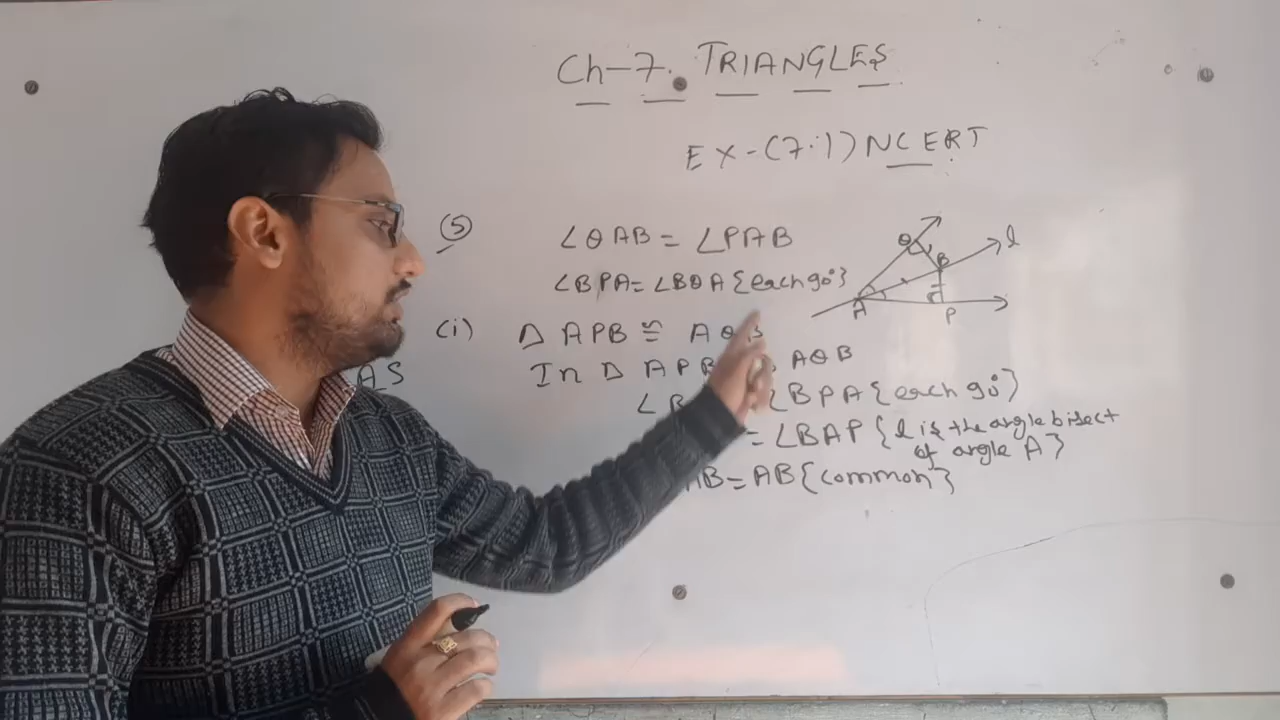 Ch-7. TRIANGLES
EX-(7.1) NCERT
(5) ∠QAB = ∠PAB
∠BPA = ∠BQA {each 90°}
(i) Δ APB ≅ AQB
In Δ APB AQB
∠B ∠BPA {each 90°}
= ∠BAP {l is the angle bisect
of angle A}
AB = AB {common}
AS
Q
B
l
A
P